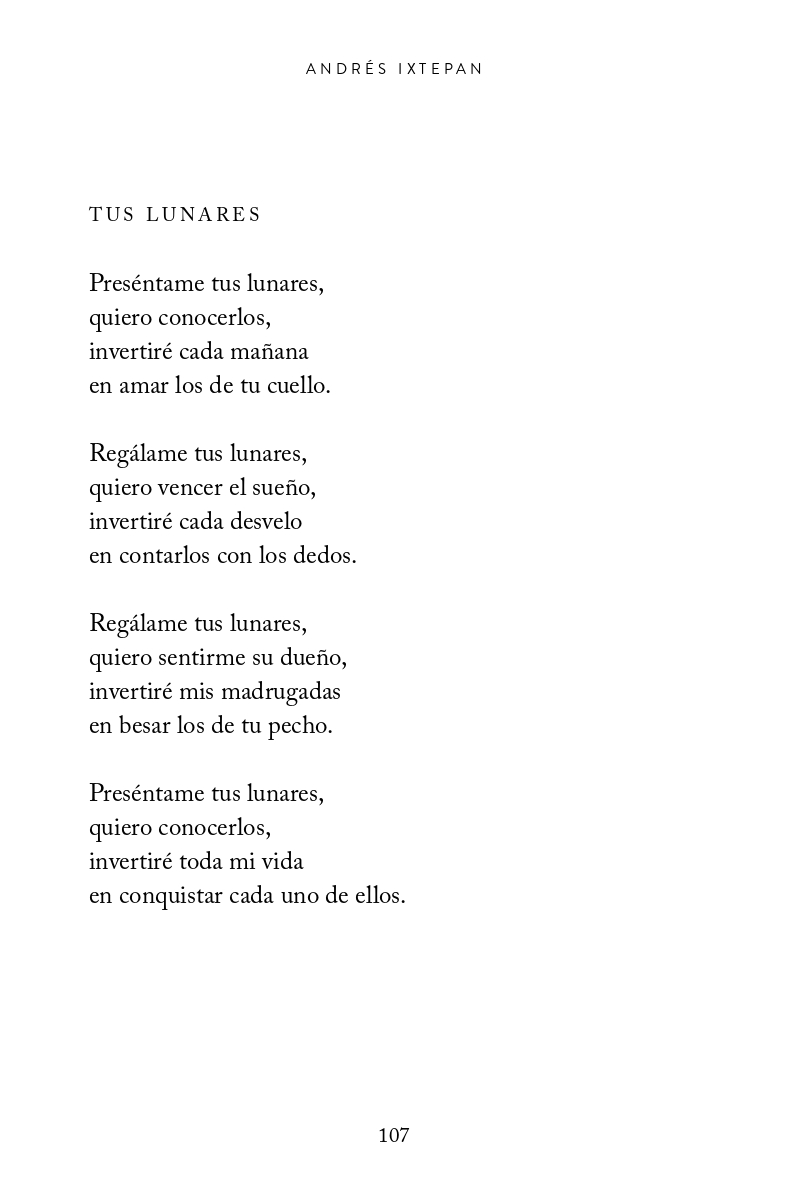 ANDRÉS IXTEPAN
TUS LUNARES
Preséntame tus lunares,
quiero conocerlos,
invertiré cada mañana
en amar los de tu cuello.
Regálame tus lunares,
quiero vencer el sueño,
invertiré cada desvelo
en contarlos con los dedos.
Regálame tus lunares,
quiero sentirme su dueño,
invertiré mis madrugadas
en besar los de tu pecho.
Preséntame tus lunares,
quiero conocerlos,
invertiré toda mi vida
en conquistar cada uno de ellos.
107